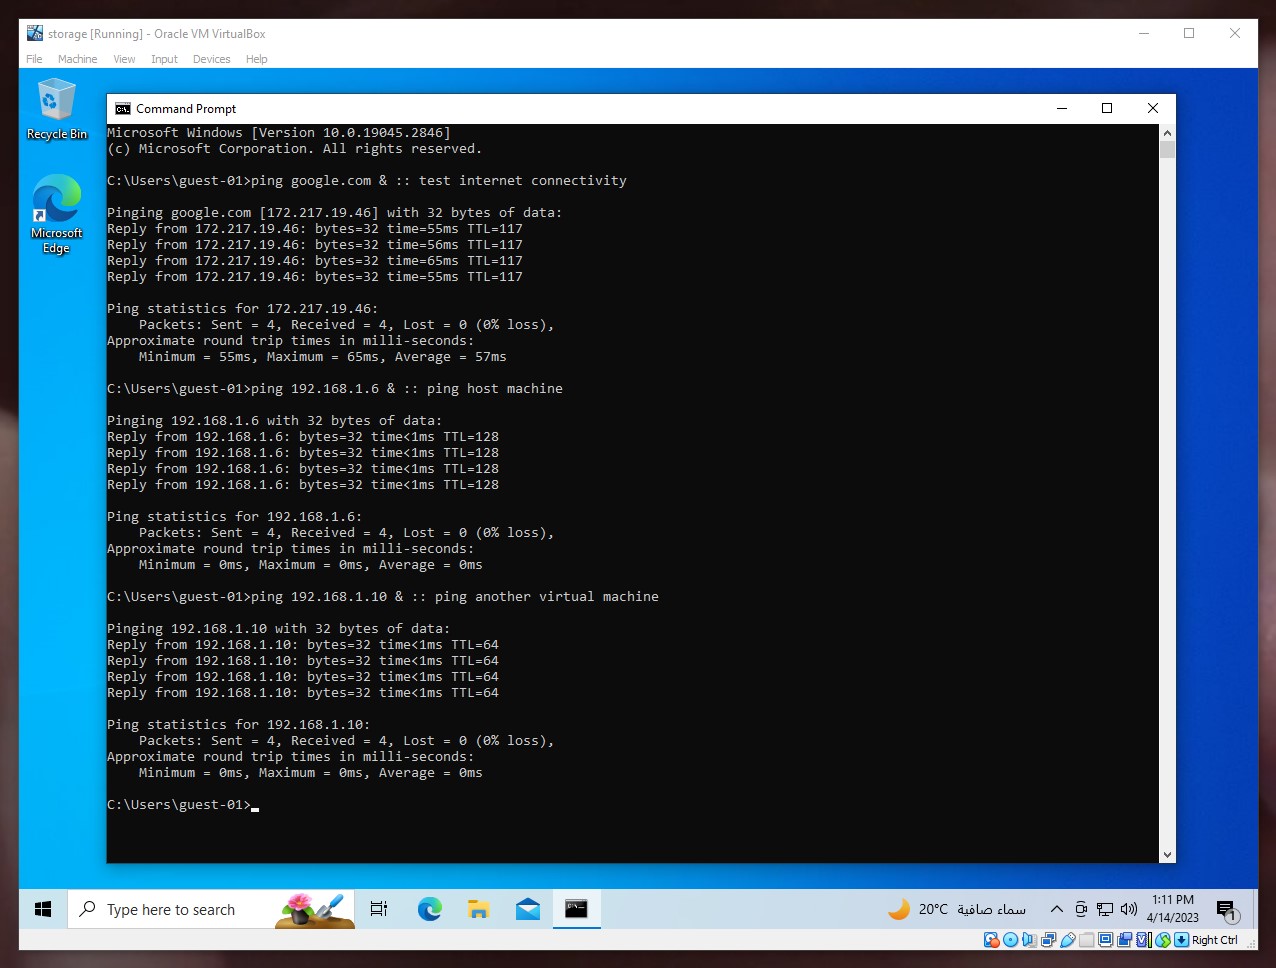 storage [Running] - Oracle VM VirtualBox
File Machine View Input Devices Help
Recycle Bin
Microsoft
Edge
Command Prompt
Microsoft Windows [Version 10.0.19045.2846]
(c) Microsoft Corporation. All rights reserved.
C:\Users\guest-01>ping google.com & :: test internet connectivity
Pinging google.com [172.217.19.46] with 32 bytes of data:
Reply from 172.217.19.46: bytes=32 time=55ms TTL=117
Reply from 172.217.19.46: bytes=32 time=56ms TTL=117
Reply from 172.217.19.46: bytes=32 time=65ms TTL=117
Reply from 172.217.19.46: bytes=32 time=55ms TTL=117
Ping statistics for 172.217.19.46:
Packets: Sent = 4, Received = 4, Lost = 0 (0% loss),
Approximate round trip times in milli-seconds:
Minimum = 55ms, Maximum = 65ms, Average = 57ms
C:\Users\guest-01>ping 192.168.1.6 & :: ping host machine
Pinging 192.168.1.6 with 32 bytes of data:
Reply from 192.168.1.6: bytes=32 time<1ms TTL=128
Reply from 192.168.1.6: bytes=32 time<1ms TTL=128
Reply from 192.168.1.6: bytes=32 time<1ms TTL=128
Reply from 192.168.1.6: bytes=32 time<1ms TTL=128
Ping statistics for 192.168.1.6:
Packets: Sent = 4, Received = 4, Lost = 0 (0% loss),
Approximate round trip times in milli-seconds:
Minimum = 0ms, Maximum = 0ms, Average = 0ms
C:\Users\guest-01>ping 192.168.1.10 & :: ping another virtual machine
Pinging 192.168.1.10 with 32 bytes of data:
Reply from 192.168.1.10: bytes=32 time<1ms TTL=64
Reply from 192.168.1.10: bytes=32 time<1ms TTL=64
Reply from 192.168.1.10: bytes=32 time<1ms TTL=64
Reply from 192.168.1.10: bytes=32 time<1ms TTL=64
Ping statistics for 192.168.1.10:
Packets: Sent = 4, Received = 4, Lost = 0 (0% loss),
Approximate round trip times in milli-seconds:
Minimum = 0ms, Maximum = 0ms, Average = 0ms
C:\Users\guest-01>
Type here to search
20°C سماء صافية
1:11 PM
4/14/2023
1
Right Ctrl